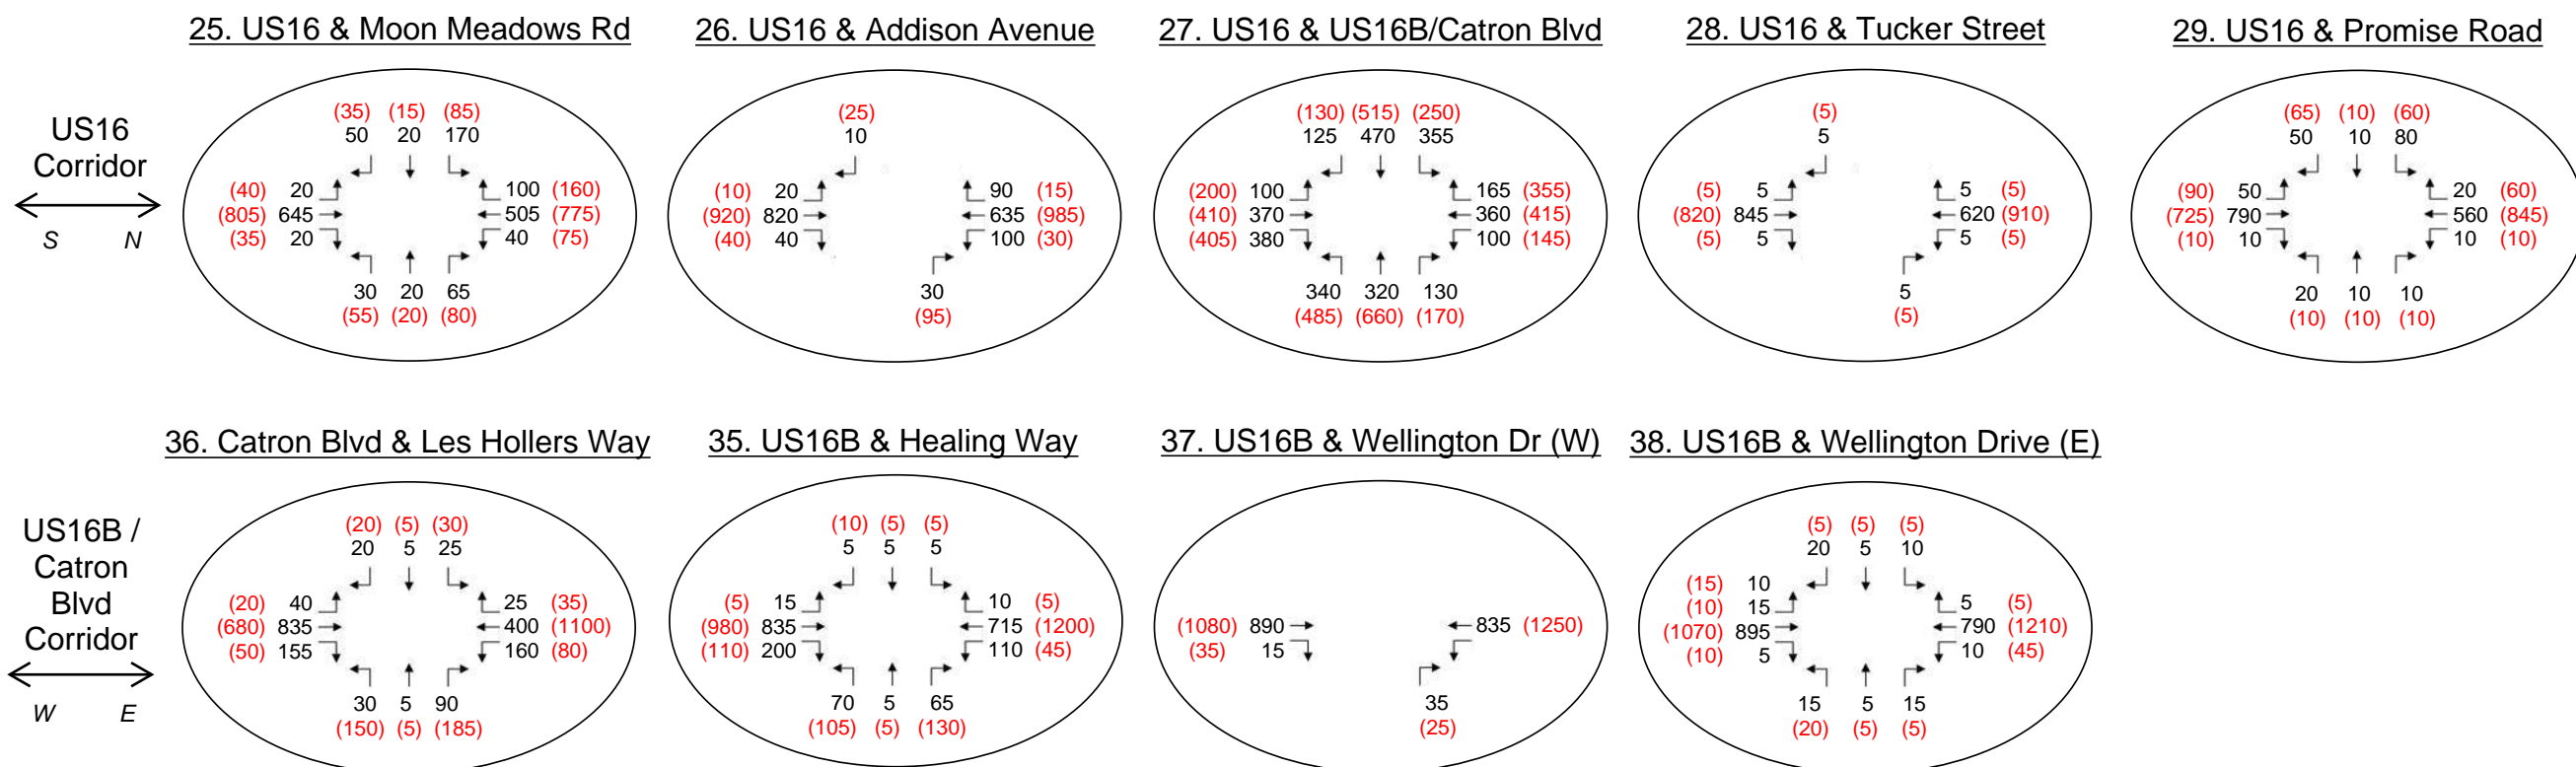 25. US16 & Moon Meadows Rd
26. US16 & Addison Avenue
27. US16 & US16B/Catron Blvd
28. US16 & Tucker Street
29. US16 & Promise Road
US16
Corridor
S N
(35) (15) (85)
50 20 170
(40) 20
(805) 645
(35) 20
100 (160)
505 (775)
40 (75)
30 20 65
(55) (20) (80)
(25)
10
(10) 20
(920) 820
(40) 40
90 (15)
635 (985)
100 (30)
30
(95)
(130) (515) (250)
125 470 355
(200) 100
(410) 370
(405) 380
165 (355)
360 (415)
100 (145)
340 320 130
(485) (660) (170)
(5)
5
(5) 5
(820) 845
(5) 5
5 (5)
620 (910)
5 (5)
5
(5)
(65) (10) (60)
50 10 80
(90) 50
(725) 790
(10) 10
20 (60)
560 (845)
10 (10)
20 10 10
(10) (10) (10)
36. Catron Blvd & Les Hollers Way
35. US16B & Healing Way
37. US16B & Wellington Dr (W)
38. US16B & Wellington Drive (E)
US16B /
Catron
Blvd
Corridor
W E
(20) (5) (30)
20 5 25
(20) 40
(680) 835
(50) 155
25 (35)
400 (1100)
160 (80)
30 5 90
(150) (5) (185)
(10) (5) (5)
5 5 5
(5) 15
(980) 835
(110) 200
10 (5)
715 (1200)
110 (45)
70 5 65
(105) (5) (130)
(1080) 890
(35) 15
835 (1250)
35
(25)
(5) (5) (5)
20 5 10
(15) 10
(10) 15
(1070) 895
(10) 5
5 (5)
790 (1210)
10 (45)
15 5 15
(20) (5) (5)